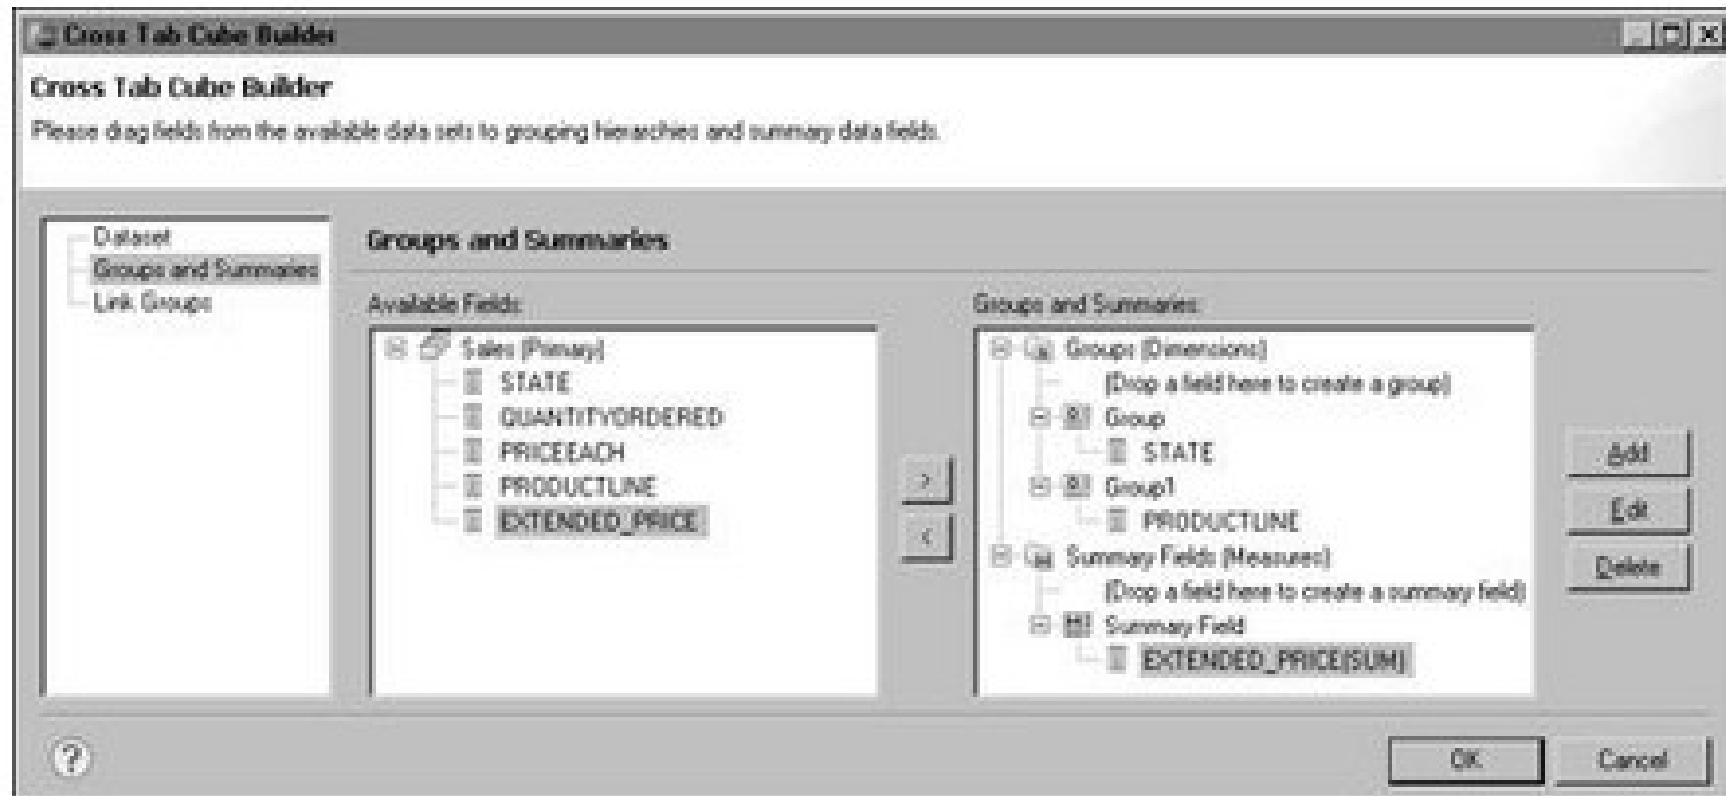 Cross Tab Cube Builder
Cross Tab Cube Builder
Please drag fields from the available data sets to grouping hierarchies and summary data fields.
Dataset
Groups and Summaries
Link Groups
Groups and Summaries
Available Fields:
Sales (Primary)
STATE
QUANTITYORDERED
PRICEEACH
PRODUCTLINE
EXTENDED_PRICE
>
<
Groups and Summaries:
Groups (Dimensions)
(Drop a field here to create a group)
Group
STATE
Group1
PRODUCTLINE
Summary Fields (Measures)
(Drop a field here to create a summary field)
Summary Field
EXTENDED_PRICE(SUM)
Add
Edit
Delete
?
OK
Cancel